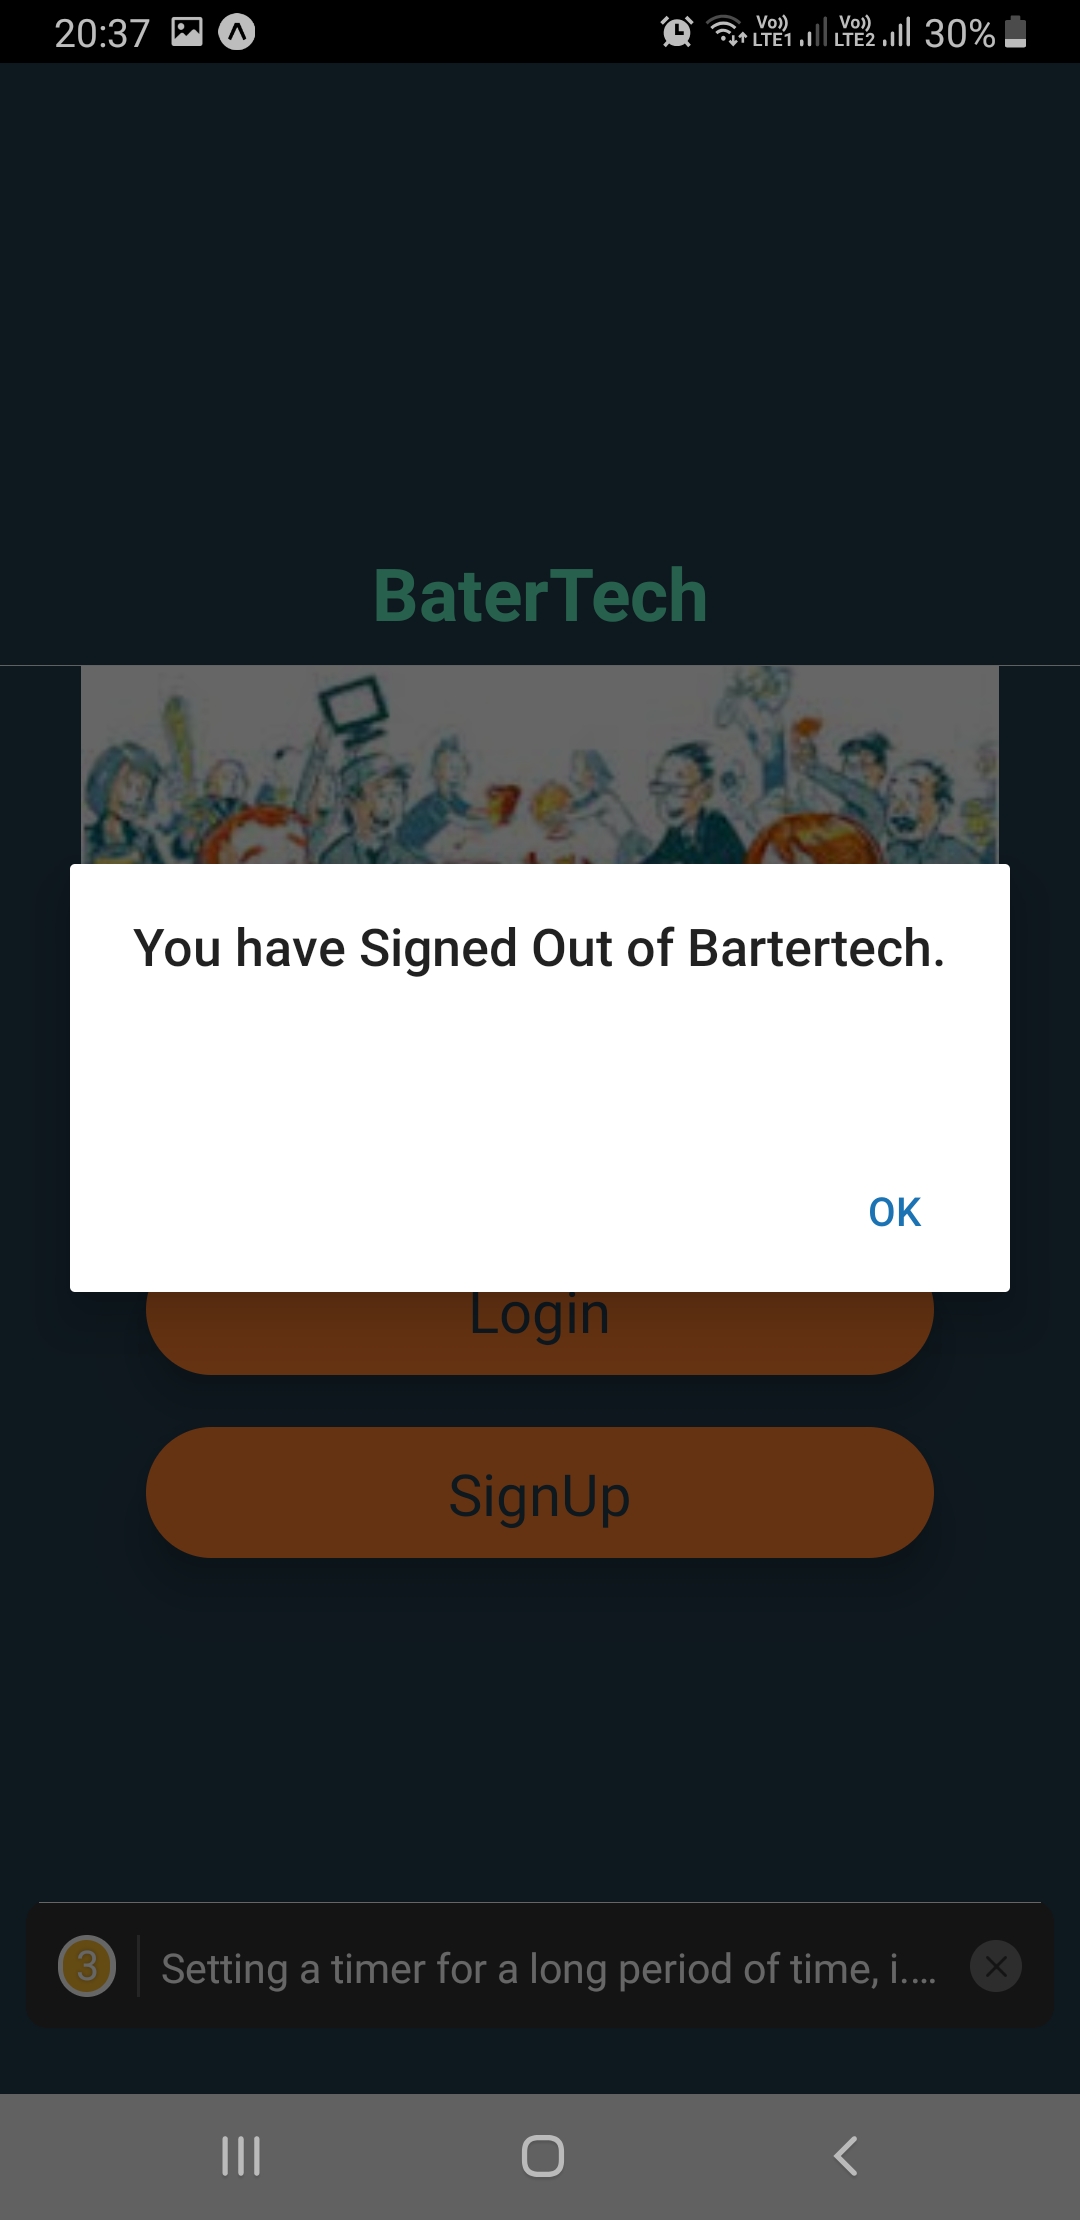 20:37 Vo)) LTE1 Vo)) LTE2 30%
BaterTech
You have Signed Out of Bartertech.
OK
Login
SignUp
3 Setting a timer for a long period of time, i....